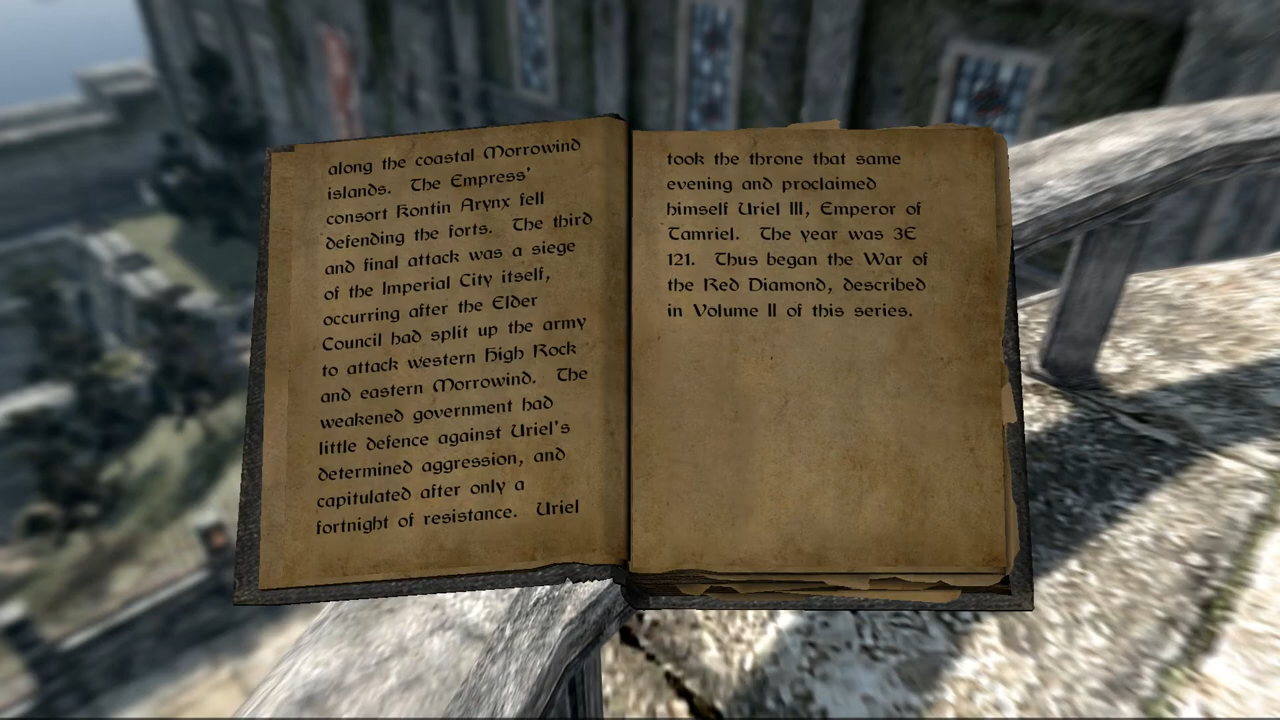 along the coastal Morrowind
islands. The Empress'
consort Kontin Arynx fell
defending the forts. The third
and final attack was a siege
of the Imperial City itself,
occurring after the Elder
Council had split up the army
to attack western High Rock
and eastern Morrowind. The
weakened government had
little defence against Uriel's
determined aggression, and
capitulated after only a
fortnight of resistance. Uriel
took the throne that same
evening and proclaimed
himself Uriel III, Emperor of
Tamriel. The year was 3E
121. Thus began the War of
the Red Diamond, described
in Volume II of this series.